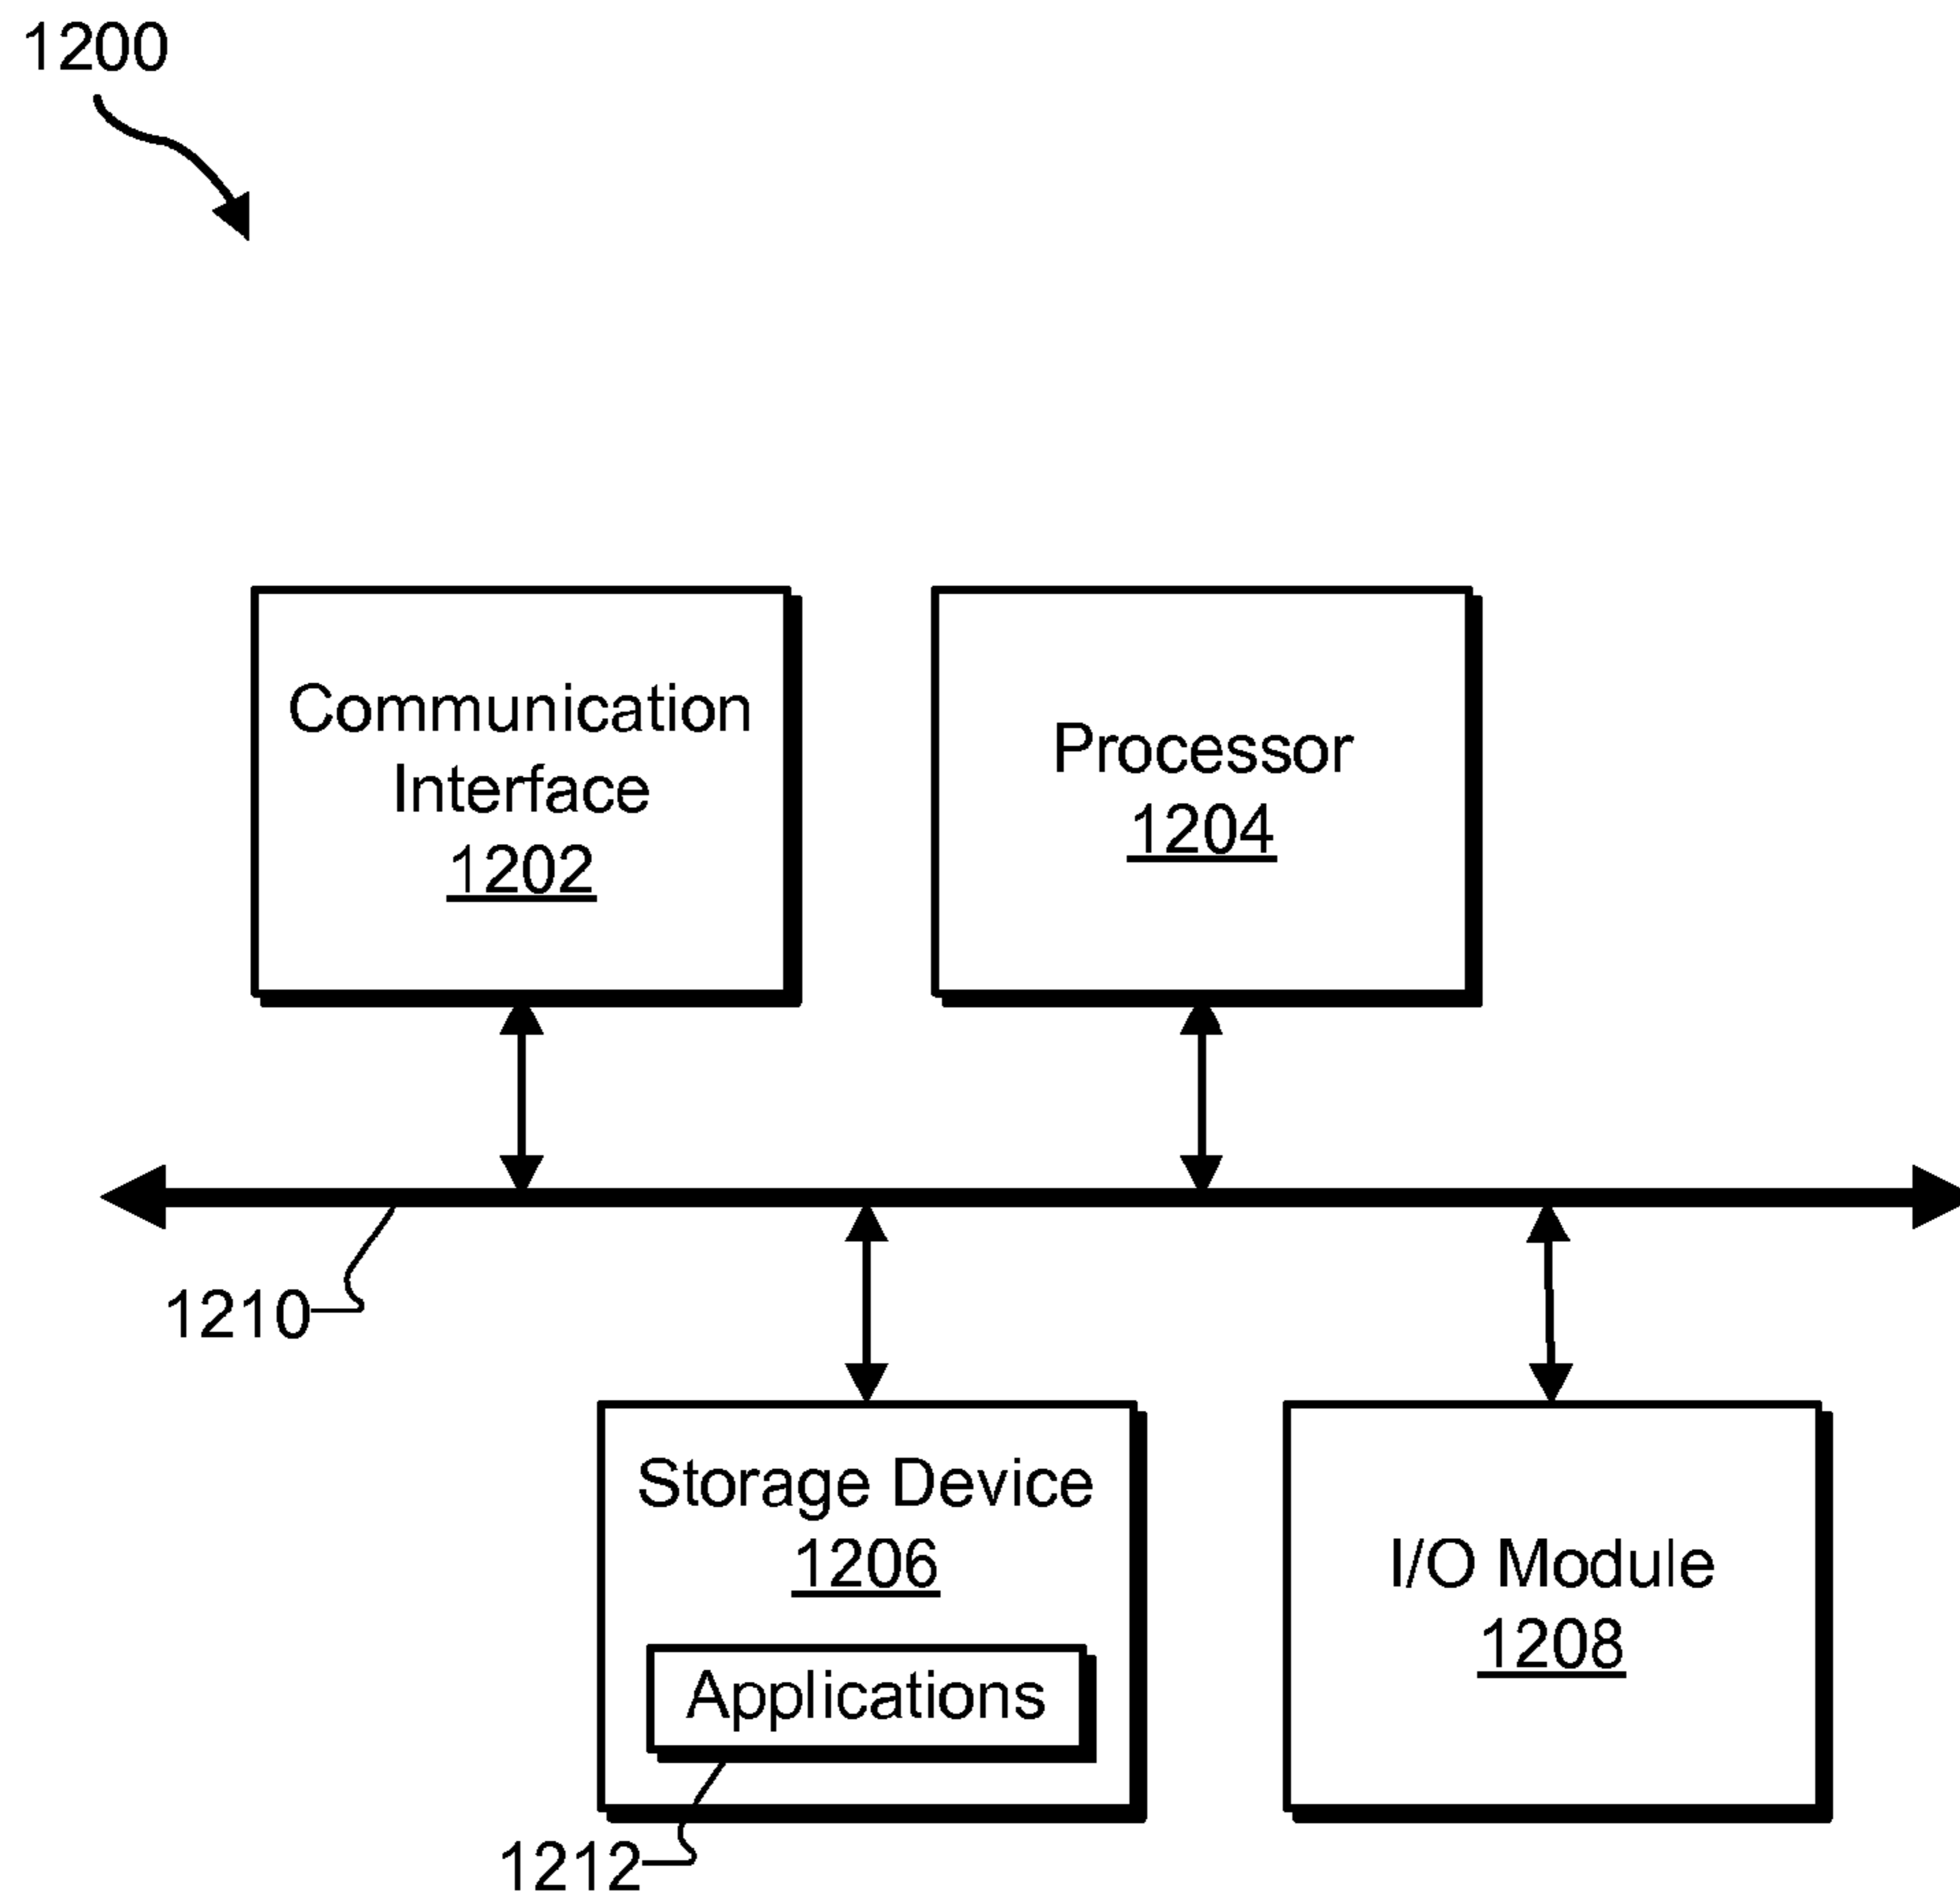 1200
Communication
Interface
1202
Processor
1204
1210
Storage Device
1206
Applications
1212
I/O Module
1208